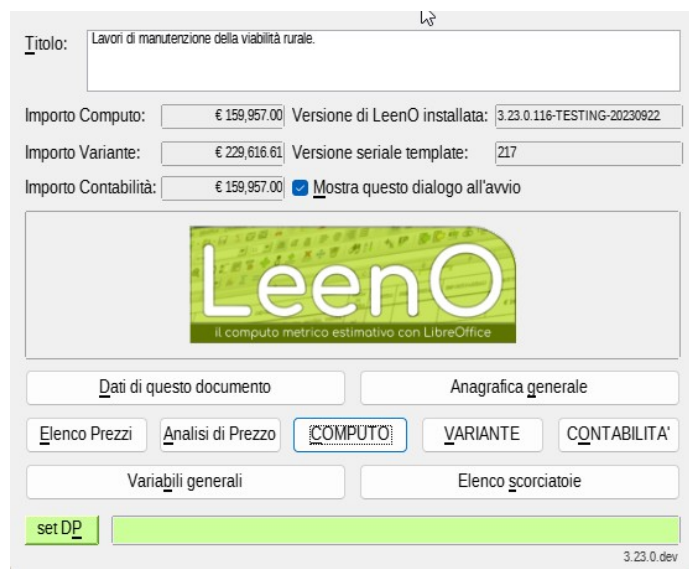 Titolo:
Lavori di manutenzione della viabilità rurale.
Importo Computo:
€ 159,957.00
Versione di LeenO installata:
3.23.0.116-TESTING-20230922
Importo Variante:
€ 229,616.61
Versione seriale template:
217
Importo Contabilità:
€ 159,957.00
Mostra questo dialogo all'avvio
LeenO
il computo metrico estimativo con LibreOffice
Dati di questo documento
Anagrafica generale
Elenco Prezzi
Analisi di Prezzo
COMPUTO
VARIANTE
CONTABILITA'
Variabili generali
Elenco scorciatoie
set DP
3.23.0.dev